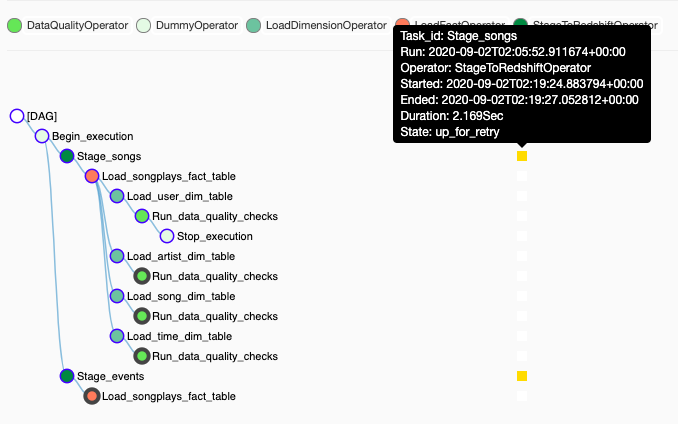 DataQualityOperator DummyOperator LoadDimensionOperator LoadFactOperator StageToRedshiftOperator
Task_id: Stage_songs
Run: 2020-09-02T02:05:52.911674+00:00
Operator: StageToRedshiftOperator
Started: 2020-09-02T02:19:24.883794+00:00
Ended: 2020-09-02T02:19:27.052812+00:00
Duration: 2.169Sec
State: up_for_retry
[DAG]
Begin_execution
Stage_songs
Load_songplays_fact_table
Load_user_dim_table
Run_data_quality_checks
Stop_execution
Load_artist_dim_table
Run_data_quality_checks
Load_song_dim_table
Run_data_quality_checks
Load_time_dim_table
Run_data_quality_checks
Stage_events
Load_songplays_fact_table